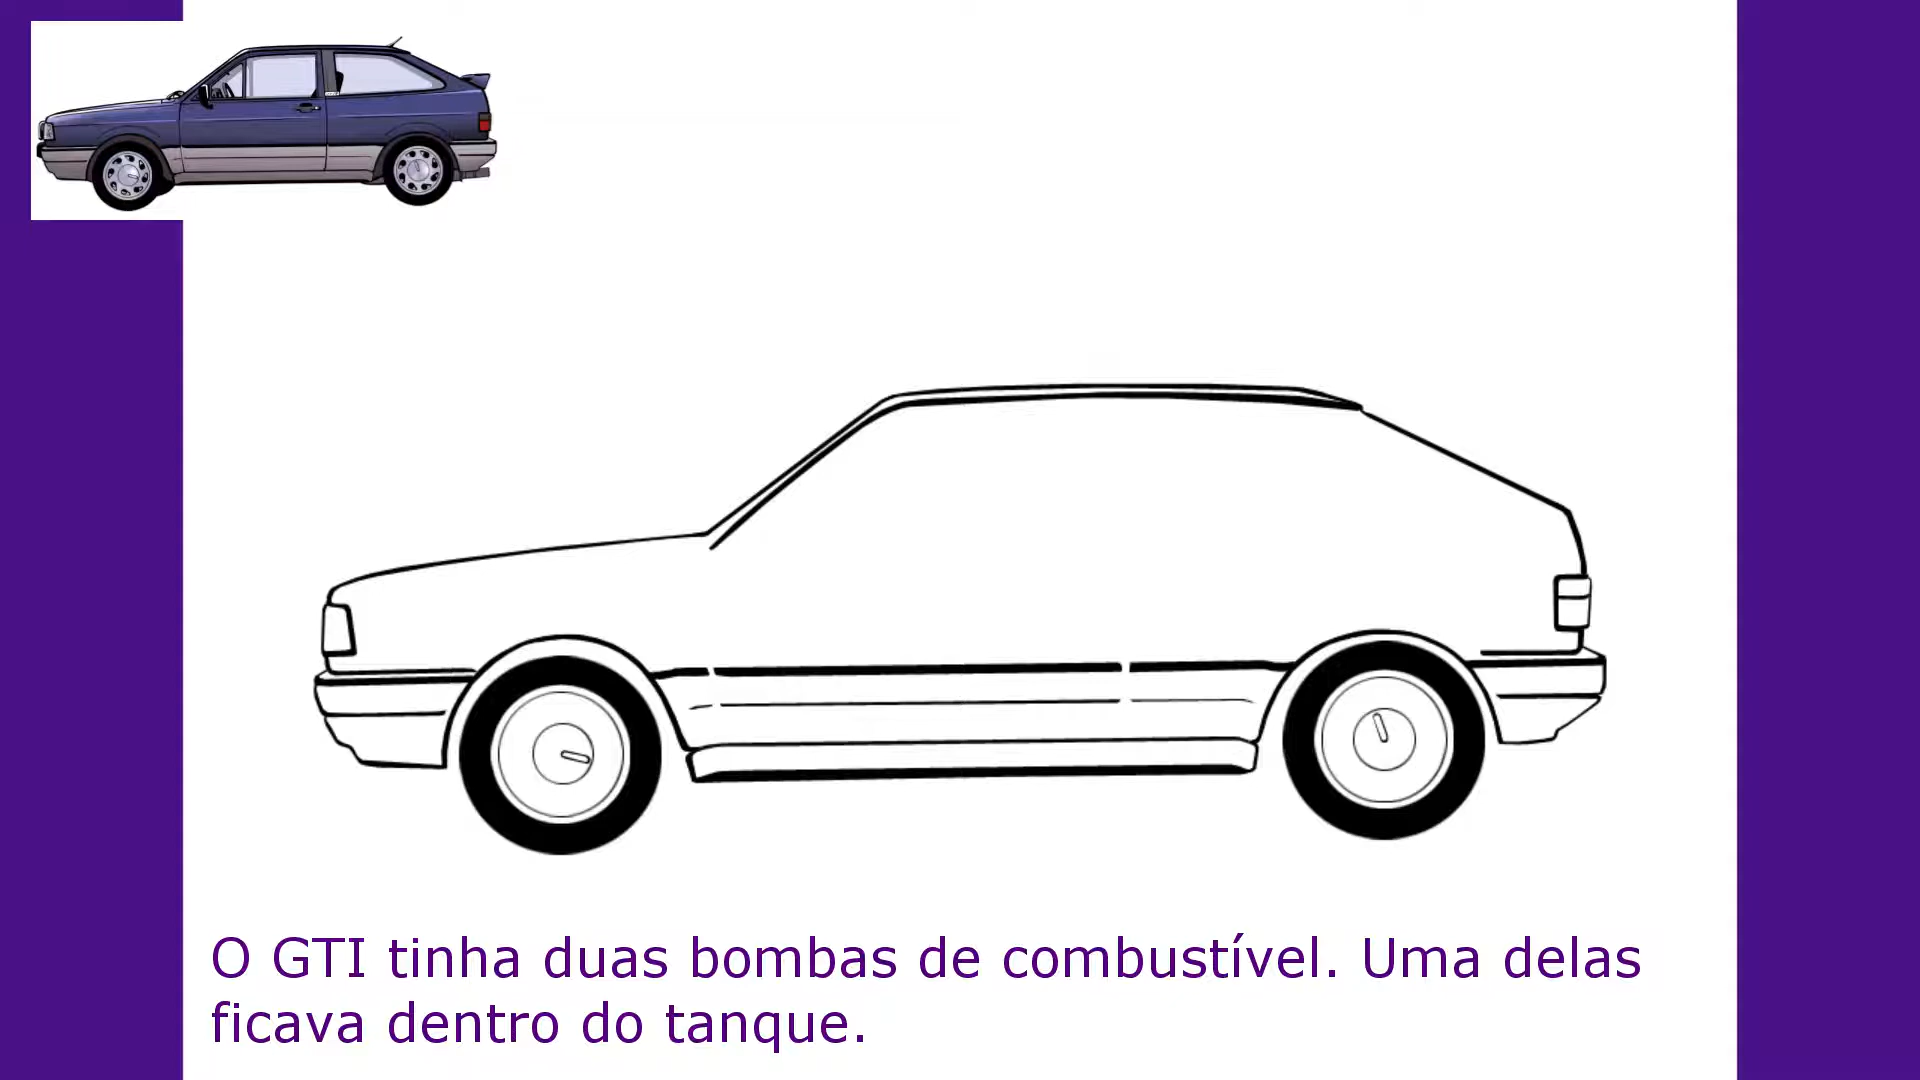 O GTI tinha duas bombas de combustível. Uma delas
ficava dentro do tanque.